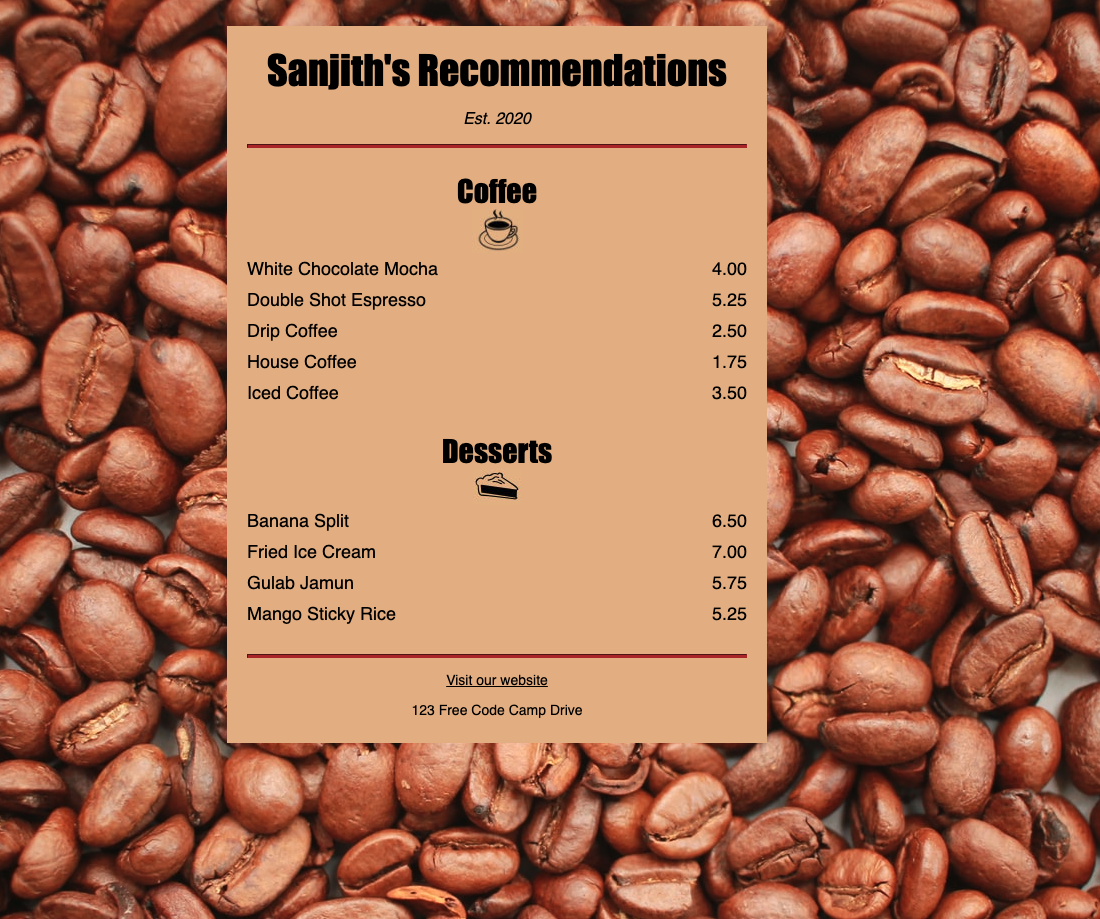 Sanjith's Recommendations
Est. 2020
Coffee
White Chocolate Mocha 4.00
Double Shot Espresso 5.25
Drip Coffee 2.50
House Coffee 1.75
Iced Coffee 3.50
Desserts
Banana Split 6.50
Fried Ice Cream 7.00
Gulab Jamun 5.75
Mango Sticky Rice 5.25
Visit our website
123 Free Code Camp Drive